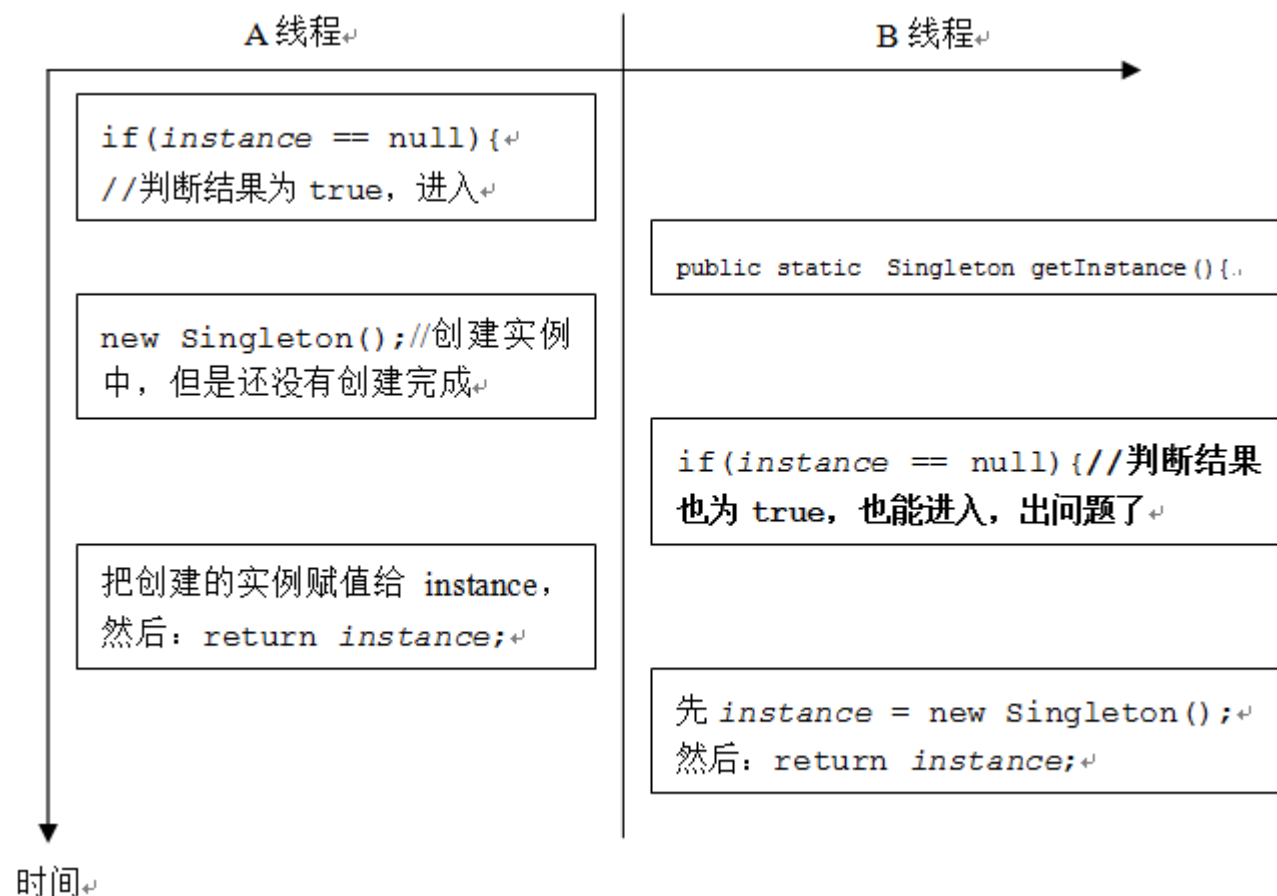 A 线程
B 线程
if(instance == null){
//判断结果为 true，进入
public static Singleton getInstance(){
new Singleton();//创建实例
中，但是还没有创建完成
if(instance == null){//判断结果
也为 true，也能进入，出问题了
把创建的实例赋值给 instance，
然后：return instance;
先 instance = new Singleton();
然后：return instance;
时间